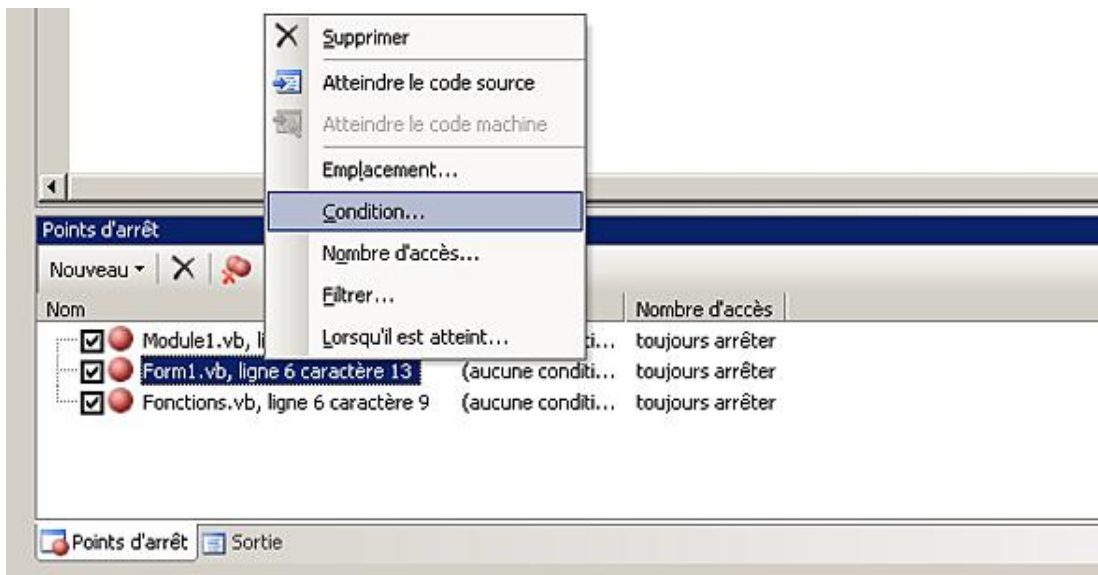 Supprimer
Atteindre le code source
Atteindre le code machine
Emplacement...
Condition...
Nombre d'accès...
Filtrer...
Lorsqu'il est atteint...
Points d'arrêt
Nouveau
Nom Nombre d'accès
Module1.vb, toujours arrêter
Form1.vb, ligne 6 caractère 13 (aucune conditi... toujours arrêter
Fonctions.vb, ligne 6 caractère 9 (aucune conditi... toujours arrêter
Points d'arrêt Sortie